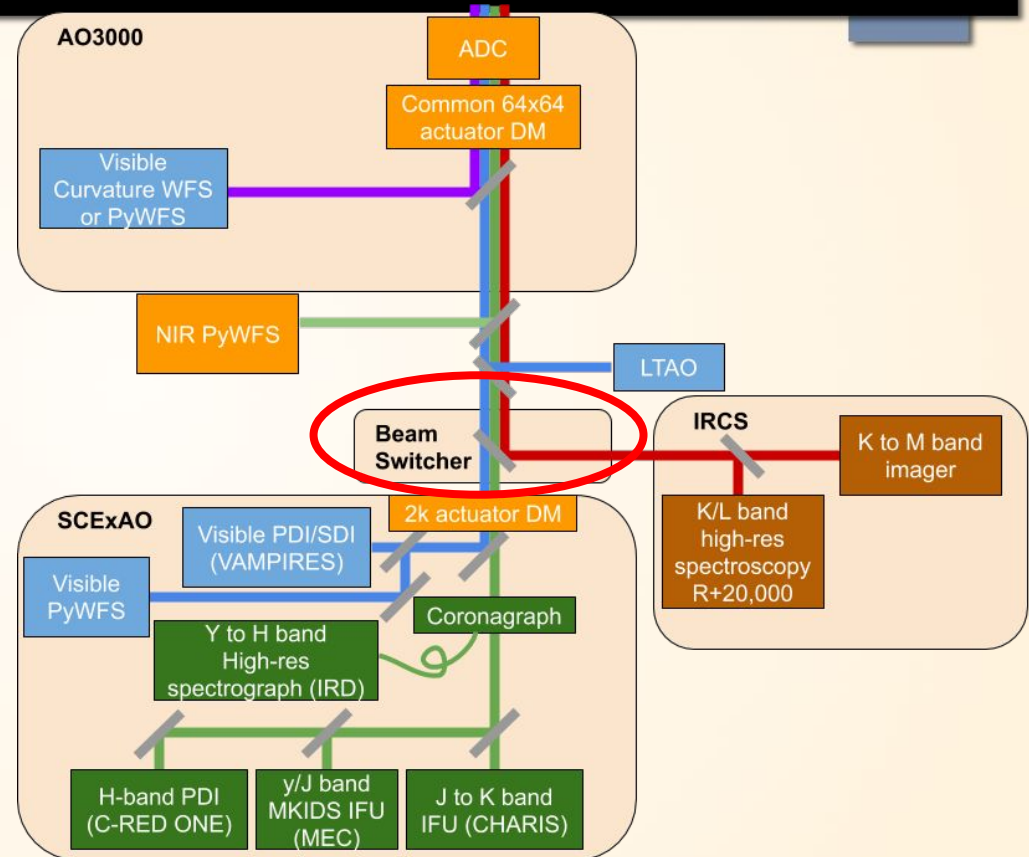 AO3000
ADC
Common 64x64
actuator DM
Visible
Curvature WFS
or PyWFS
NIR PyWFS
LTAO
Beam
Switcher
IRCS
K to M band
imager
K/L band
high-res
spectroscopy
R+20,000
SCExAO
2k actuator DM
Visible PDI/SDI
(VAMPIRES)
Visible
PyWFS
Coronagraph
Y to H band
High-res
spectrograph (IRD)
H-band PDI
(C-RED ONE)
y/J band
MKIDS IFU
(MEC)
J to K band
IFU (CHARIS)